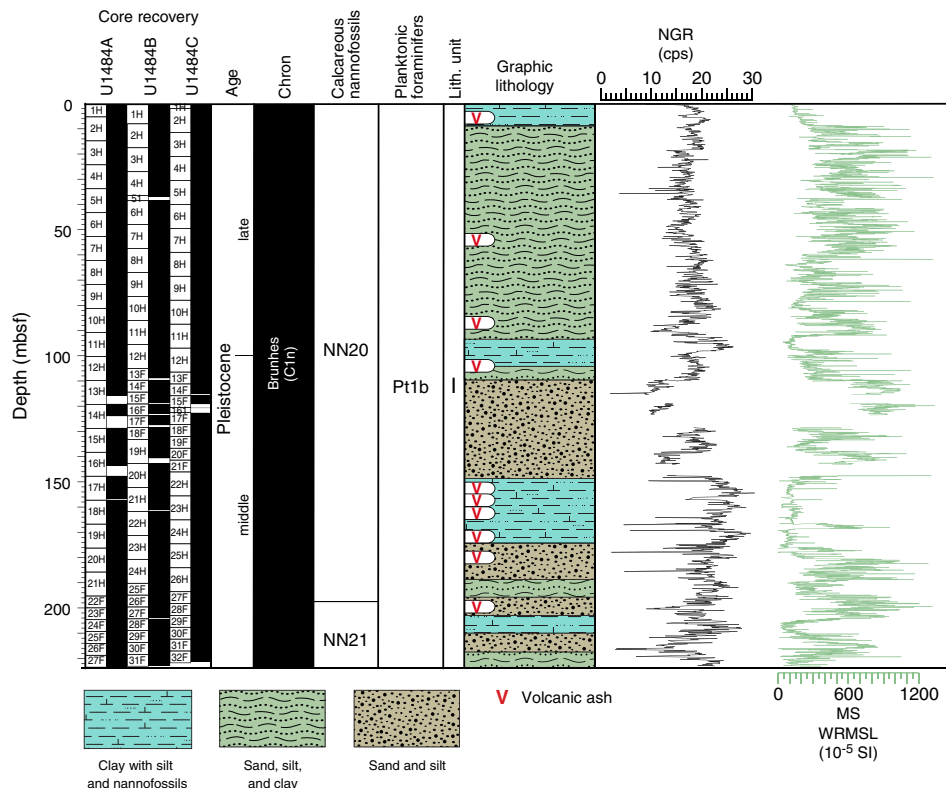 Core recovery
U1484A
U1484B
U1484C
Age
Chron
Calcareous
nannofossils
Planktonic
foraminifers
Lith. unit
Graphic
lithology
NGR
(cps)
0 10 20 30
Depth (mbsf)
0
50
100
150
200
1H
2H
3H
4H
5H
6H
7H
8H
9H
10H
11H
12H
13H
14H
15H
16H
17H
18H
19H
20H
21H
22F
23F
24F
25F
26F
27F
1H
2H
3H
4H
51
6H
7H
8H
9H
10H
11H
12H
13F
14F
15F
16F
17F
18F
19H
20H
21H
22H
23H
24H
25F
26F
27F
28F
29F
30F
31F
1H
2H
3H
4H
5H
6H
7H
8H
9H
10H
11H
12H
13F
14F
15F
161
17F
18F
19F
20F
21F
22H
23H
24H
25H
26H
27F
28F
29F
30F
31F
32F
Pleistocene
late
middle
Brunhes
(C1n)
NN20
NN21
Pt1b
I
V
V
V
V
V
V
V
V
V
V
Clay with silt
and nannofossils
Sand, silt,
and clay
Sand and silt
V Volcanic ash
0 600 1200
MS
WRMSL
(10-5 SI)